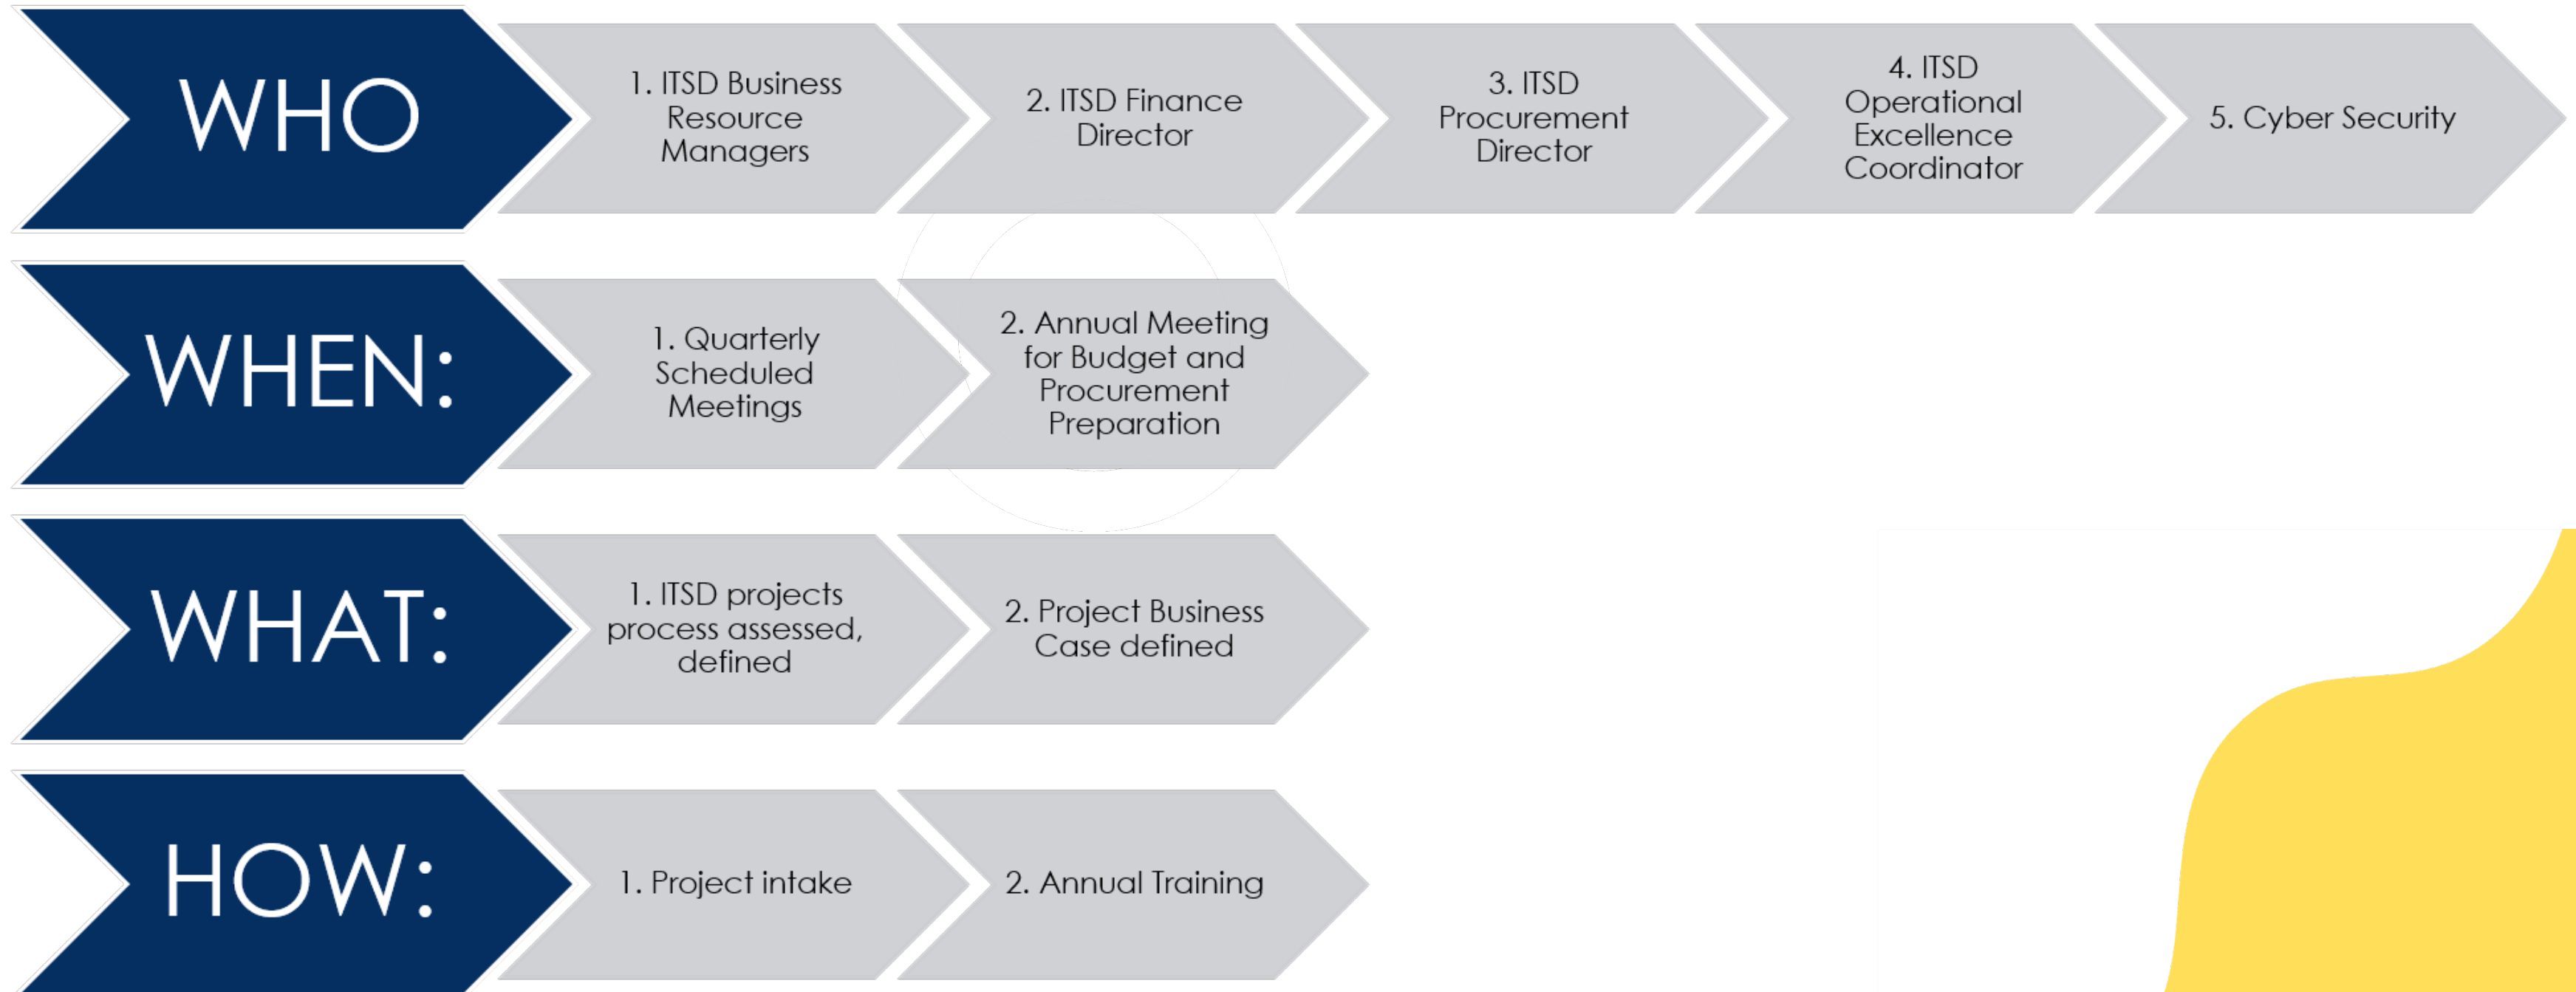 WHO
1. ITSD Business
Resource
Managers
2. ITSD Finance
Director
3. ITSD
Procurement
Director
4. ITSD
Operational
Excellence
Coordinator
5. Cyber Security
WHEN:
1. Quarterly
Scheduled
Meetings
2. Annual Meeting
for Budget and
Procurement
Preparation
WHAT:
1. ITSD projects
process assessed,
defined
2. Project Business
Case defined
HOW:
1. Project intake
2. Annual Training